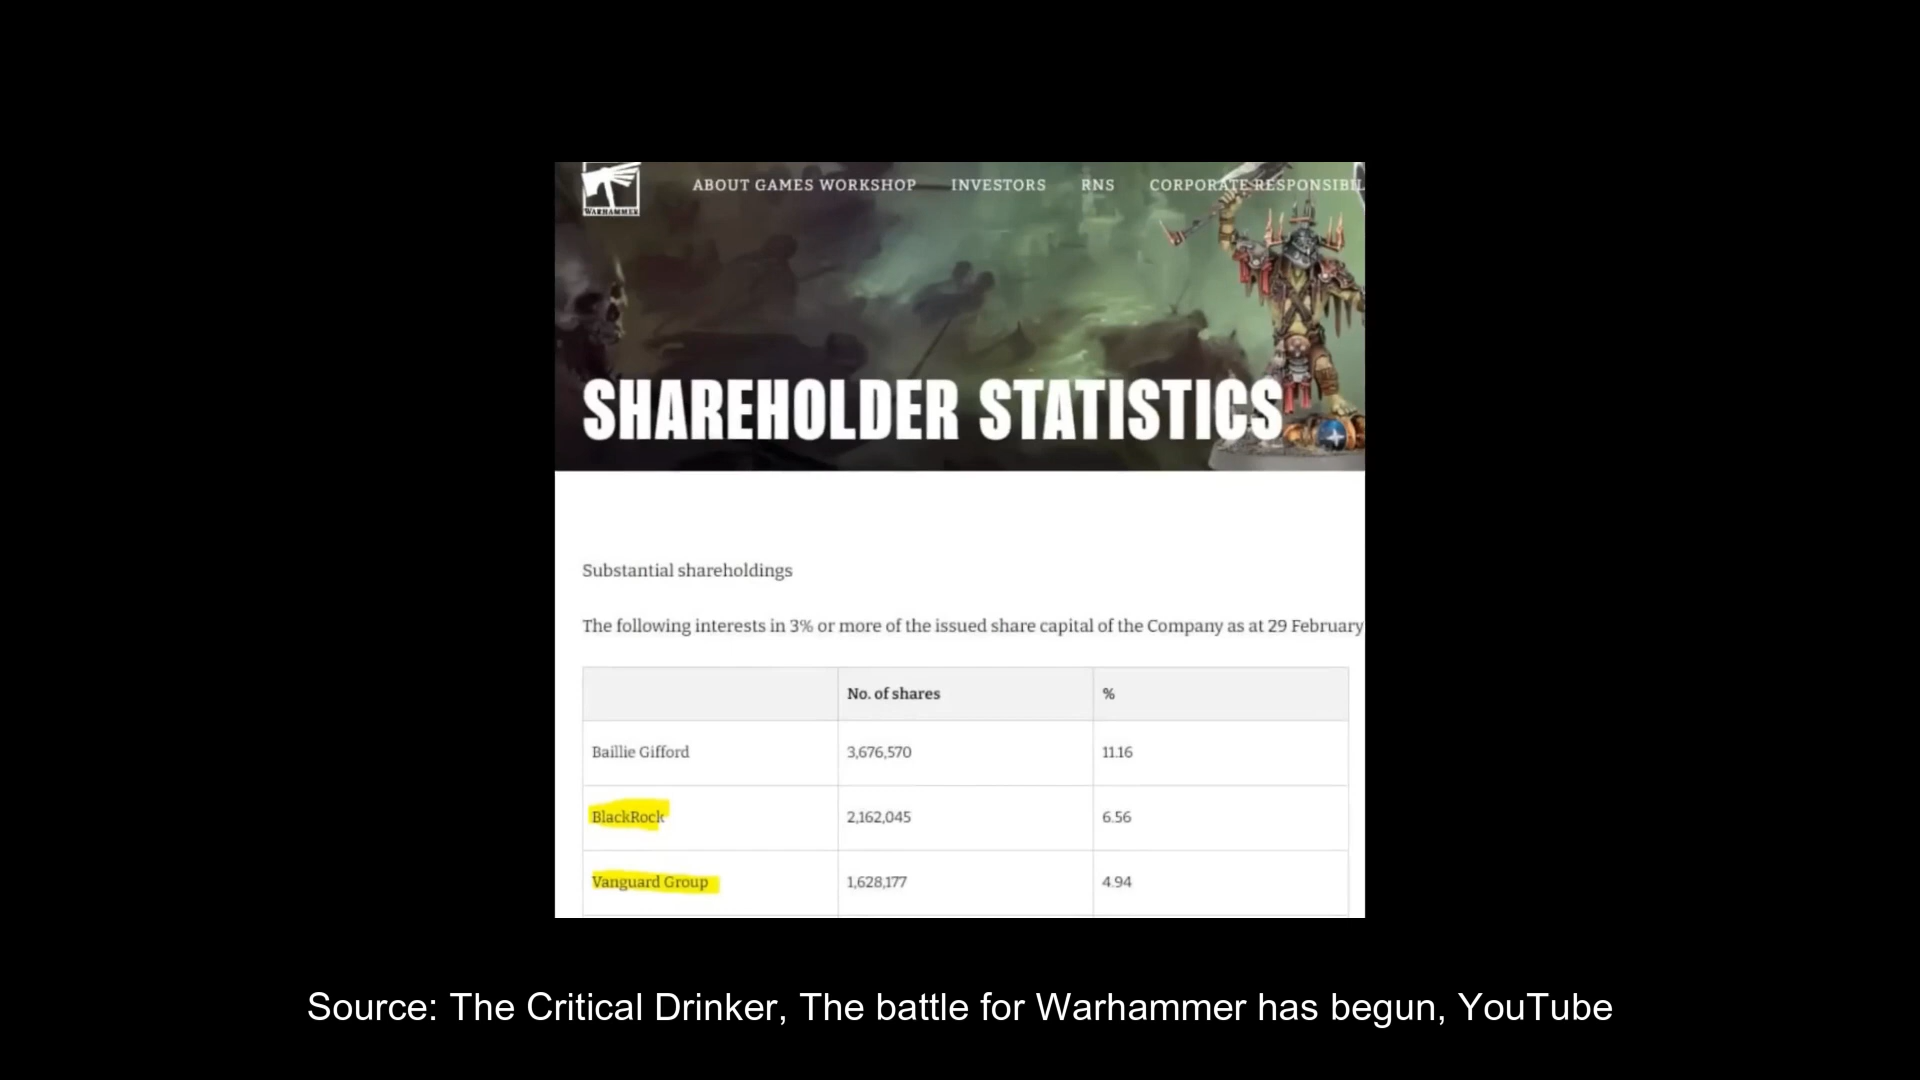 WARHAMMER
ABOUT GAMES WORKSHOP INVESTORS RNS CORPORATE RESPONSIBIL
SHAREHOLDER STATISTICS
Substantial shareholdings
The following interests in 3% or more of the issued share capital of the Company as at 29 February
No. of shares %
Baillie Gifford 3,676,570 11.16
BlackRock 2,162,045 6.56
Vanguard Group 1,628,177 4.94
Source: The Critical Drinker, The battle for Warhammer has begun, YouTube